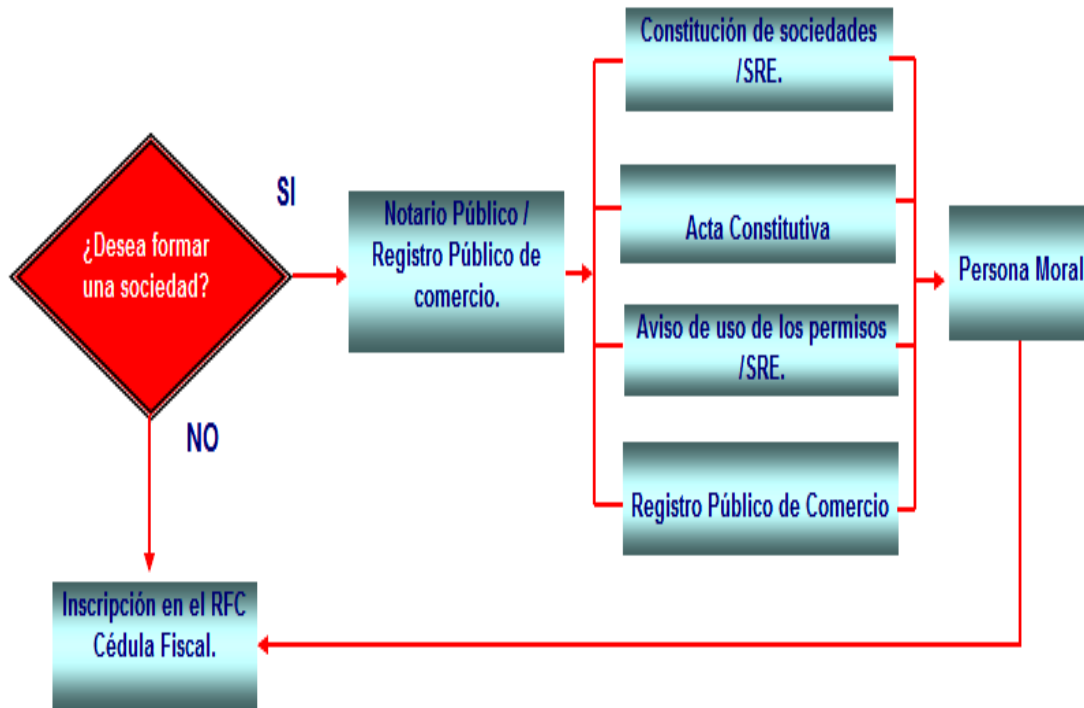 ¿Desea formar
una sociedad?
SI
NO
Notario Público /
Registro Público de
comercio.
Constitución de sociedades
/SRE.
Acta Constitutiva
Aviso de uso de los permisos
/SRE.
Registro Público de Comercio
Persona Moral
Inscripción en el RFC
Cédula Fiscal.